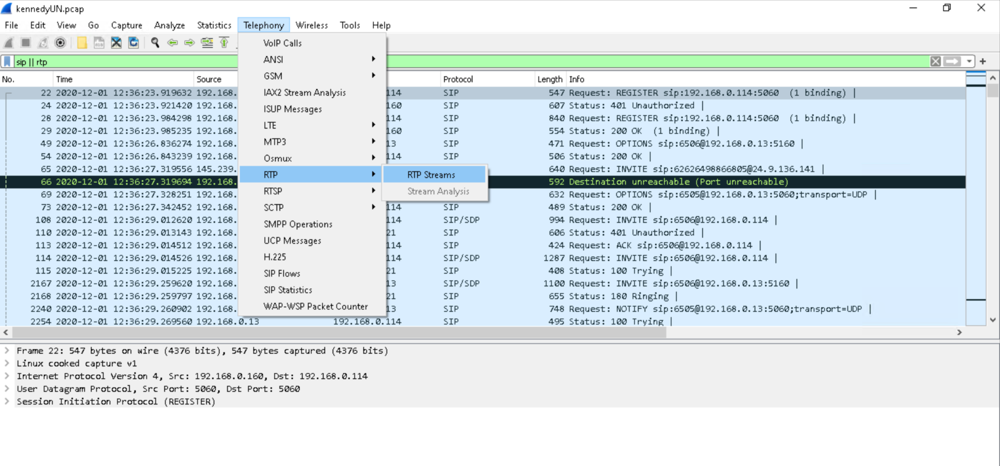 kennedyUN.pcap
File Edit View Go Capture Analyze Statistics Telephony Wireless Tools Help
sip || rtp
No. Time Source Protocol Length Info
22 2020-12-01 12:36:23.919632 192.168. 114 SIP 547 Request: REGISTER sip:192.168.0.114:5060 (1 binding) |
24 2020-12-01 12:36:23.921420 192.168. 160 SIP 607 Status: 401 Unauthorized |
28 2020-12-01 12:36:23.984298 192.168. 114 SIP 840 Request: REGISTER sip:192.168.0.114:5060 (1 binding) |
29 2020-12-01 12:36:23.985235 192.168. 160 SIP 554 Status: 200 OK (1 binding) |
49 2020-12-01 12:36:26.836274 192.168. 13 SIP 471 Request: OPTIONS sip:6506@192.168.0.13:5160 |
54 2020-12-01 12:36:26.843239 192.168. 114 SIP 506 Status: 200 OK |
65 2020-12-01 12:36:27.319556 145.239. 640 Request: INVITE sip:62626498866805@24.9.136.141 |
66 2020-12-01 12:36:27.319694 192.168. 592 Destination unreachable (Port unreachable)
69 2020-12-01 12:36:27.328251 192.168. 632 Request: OPTIONS sip:6505@192.168.0.13:5060;transport=UDP |
73 2020-12-01 12:36:27.342452 192.168. 114 SIP 489 Status: 200 OK |
108 2020-12-01 12:36:29.012620 192.168. 114 SIP/SDP 994 Request: INVITE sip:6506@192.168.0.114 |
110 2020-12-01 12:36:29.013143 192.168. 21 SIP 606 Status: 401 Unauthorized |
113 2020-12-01 12:36:29.014512 192.168. 114 SIP 424 Request: ACK sip:6506@192.168.0.114 |
114 2020-12-01 12:36:29.014526 192.168. 114 SIP/SDP 1287 Request: INVITE sip:6506@192.168.0.114 |
115 2020-12-01 12:36:29.015225 192.168. 21 SIP 408 Status: 100 Trying |
2167 2020-12-01 12:36:29.259620 192.168. 13 SIP/SDP 1100 Request: INVITE sip:6506@192.168.0.13:5160 |
2168 2020-12-01 12:36:29.259797 192.168. 21 SIP 655 Status: 180 Ringing |
2240 2020-12-01 12:36:29.260902 192.168. 13 SIP 748 Request: NOTIFY sip:6505@192.168.0.13:5060;transport=UDP |
2254 2020-12-01 12:36:29.269560 192.168.0.13 192.168.0.114 SIP 495 Status: 100 Trying |
VoIP Calls
ANSI
GSM
IAX2 Stream Analysis
ISUP Messages
LTE
MTP3
Osmux
RTP
RTSP
SCTP
SMPP Operations
UCP Messages
H.225
SIP Flows
SIP Statistics
WAP-WSP Packet Counter
RTP Streams
Stream Analysis
Frame 22: 547 bytes on wire (4376 bits), 547 bytes captured (4376 bits)
Linux cooked capture v1
Internet Protocol Version 4, Src: 192.168.0.160, Dst: 192.168.0.114
User Datagram Protocol, Src Port: 5060, Dst Port: 5060
Session Initiation Protocol (REGISTER)